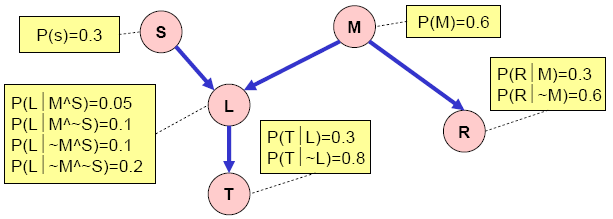 P(s)=0.3
S
M
P(M)=0.6
P(L│M^S)=0.05
P(L│M^~S)=0.1
P(L│~M^S)=0.1
P(L│~M^~S)=0.2
L
P(R│M)=0.3
P(R│~M)=0.6
R
P(T│L)=0.3
P(T│~L)=0.8
T